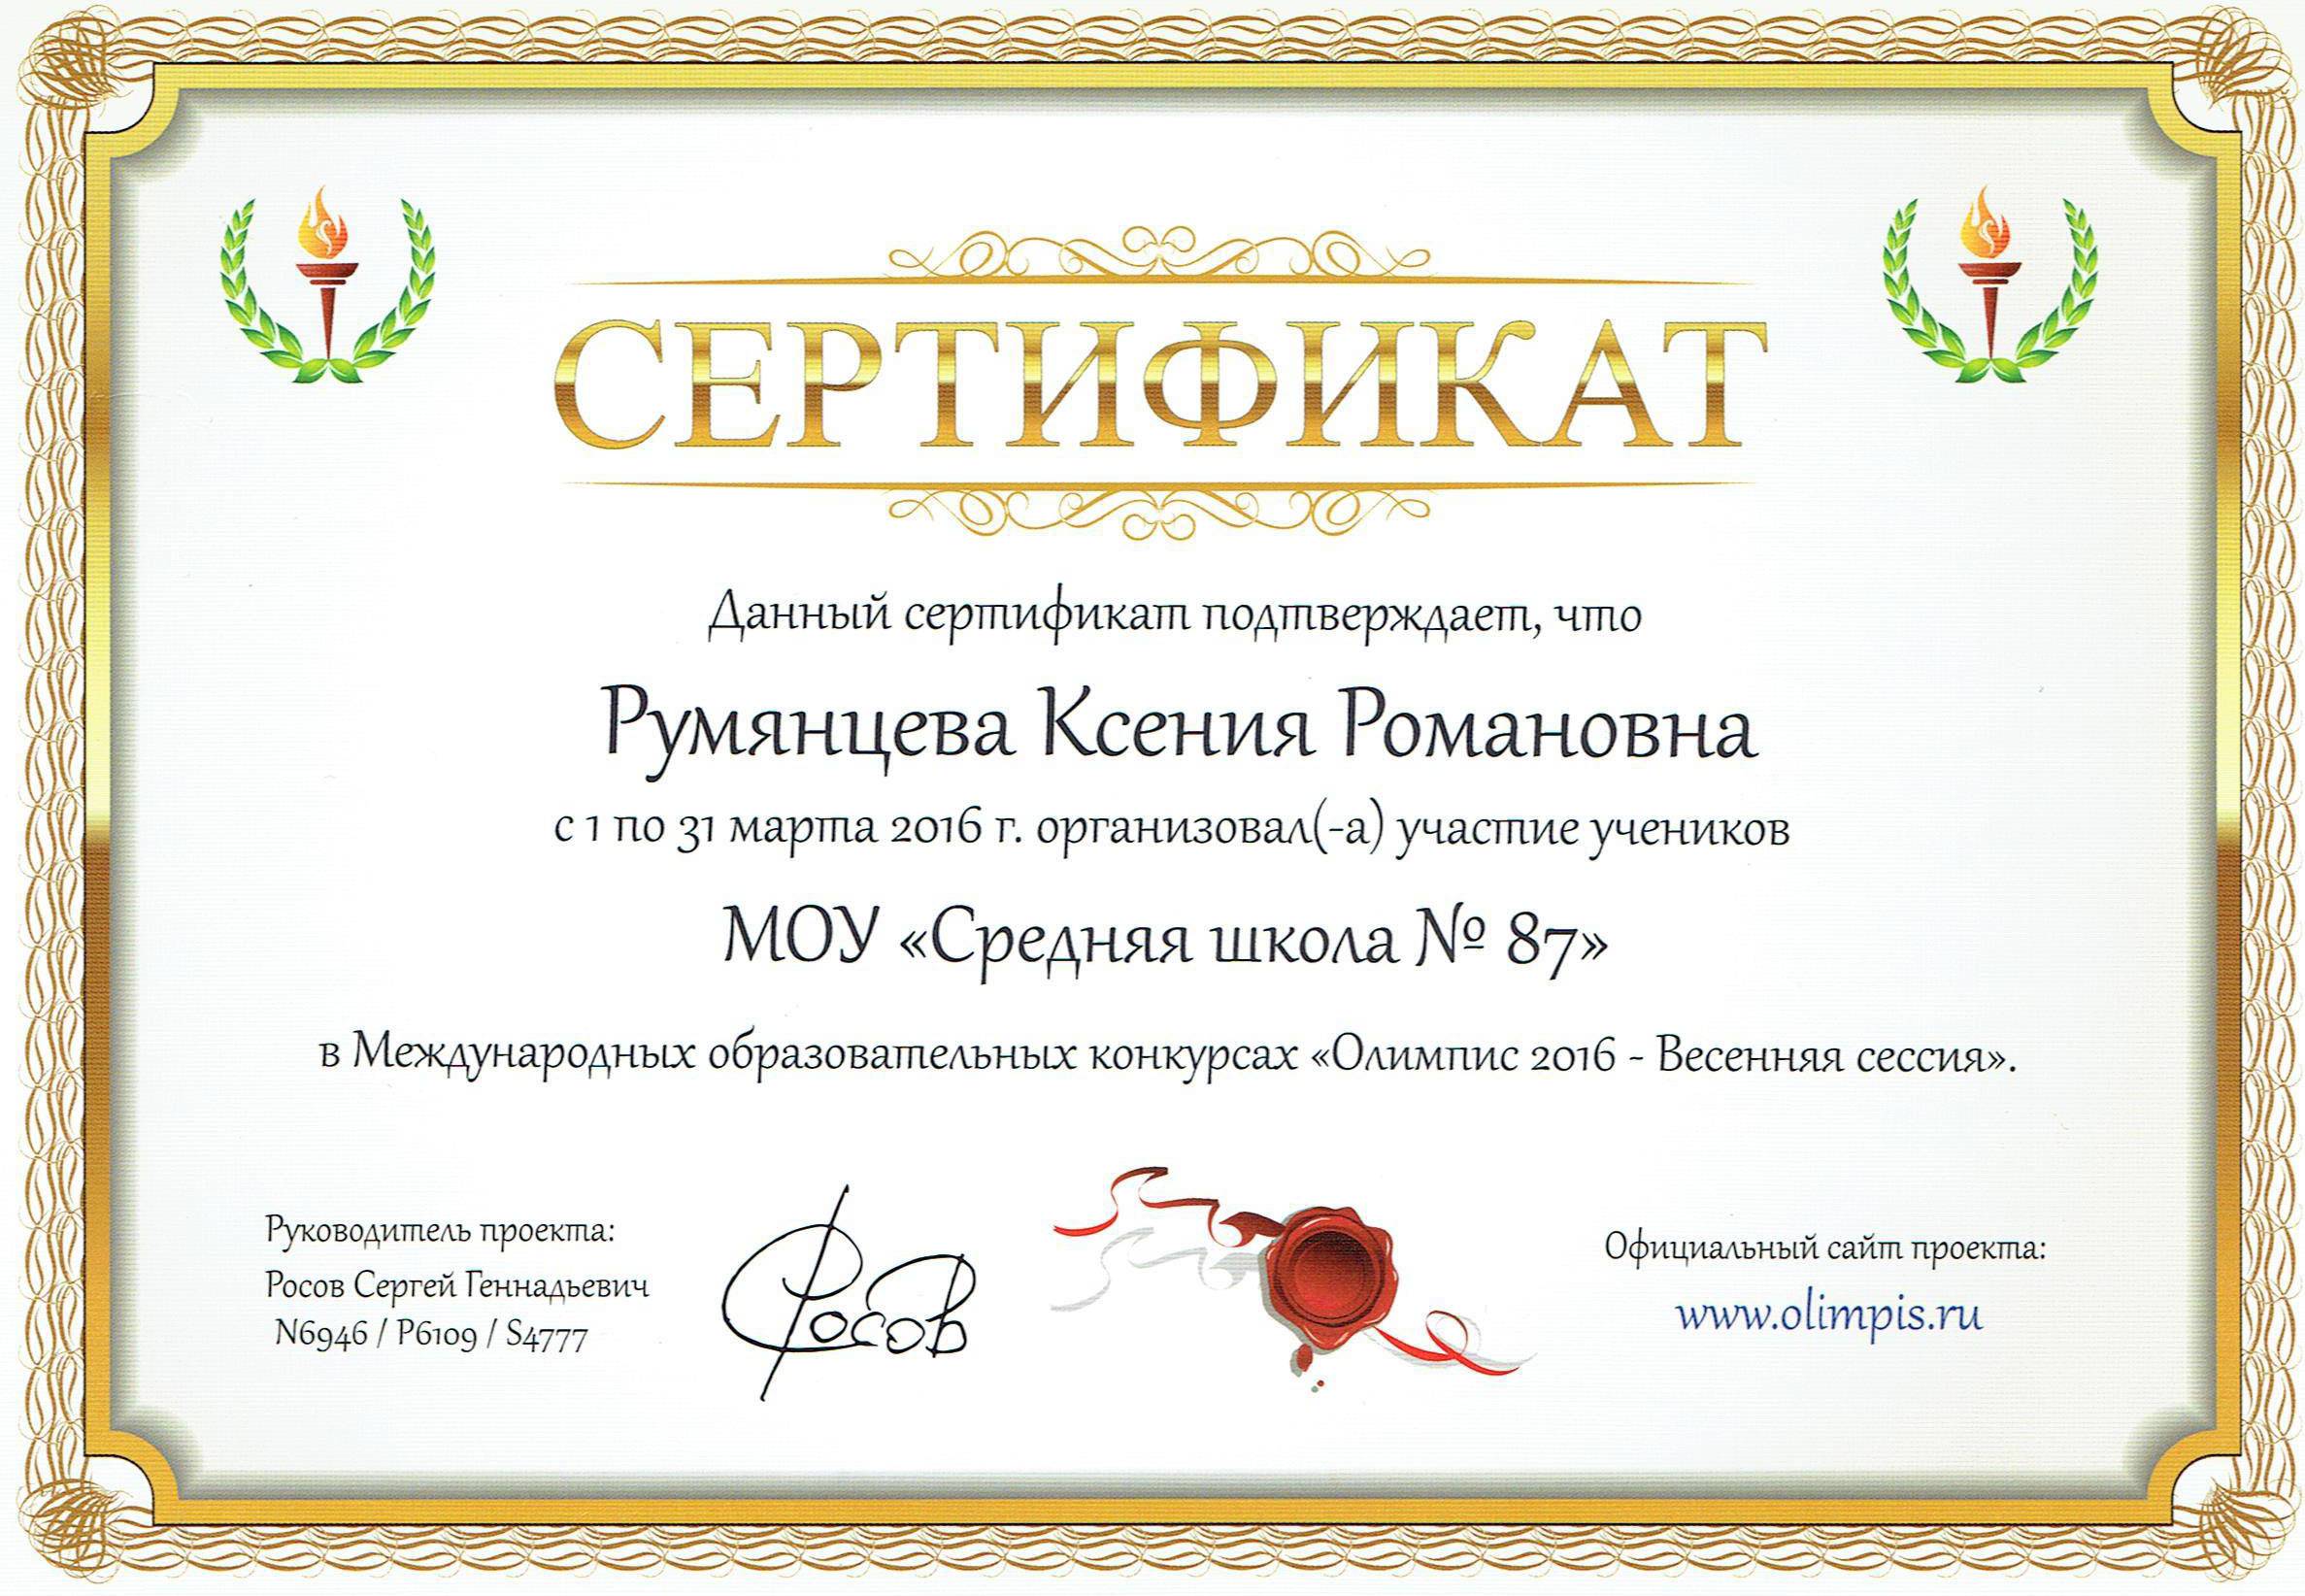 СЕРТИФИКАТ
Данный сертификат подтверждает, что
Румянцева Ксения Романовна
с 1 по 31 марта 2016 г. организовал(-а) участие учеников
МОУ «Средняя школа № 87»
в Международных образовательных конкурсах «Олимпис 2016 - Весенняя сессия».
Руководитель проекта:
Росов Сергей Геннадьевич
N6946 / P6109 / S4777
Росов
Официальный сайт проекта:
www.olimpis.ru